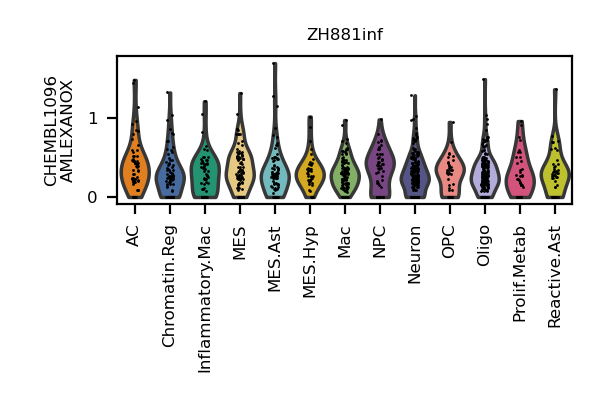 ZH881inf
CHEMBL1096
AMLEXANOX
1
0
AC
Chromatin.Reg
Inflammatory.Mac
MES
MES.Ast
MES.Hyp
Mac
NPC
Neuron
OPC
Oligo
Prolif.Metab
Reactive.Ast